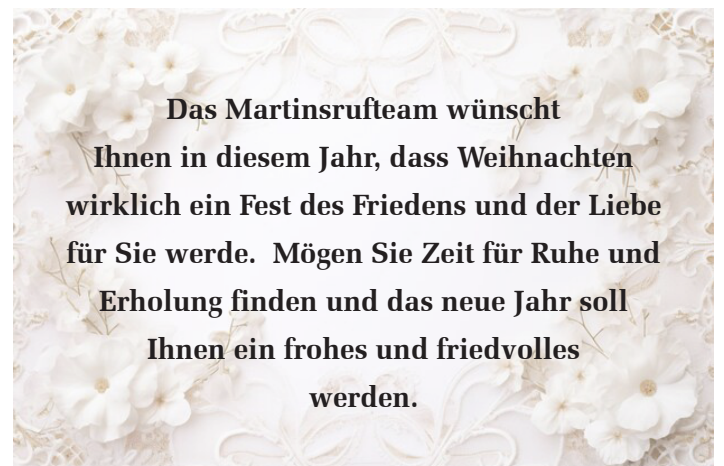 Das Martinsrufteam wünscht
Ihnen in diesem Jahr, dass Weihnachten
wirklich ein Fest des Friedens und der Liebe
für Sie werde.  Mögen Sie Zeit für Ruhe und
Erholung finden und das neue Jahr soll
Ihnen ein frohes und friedvolles
werden.